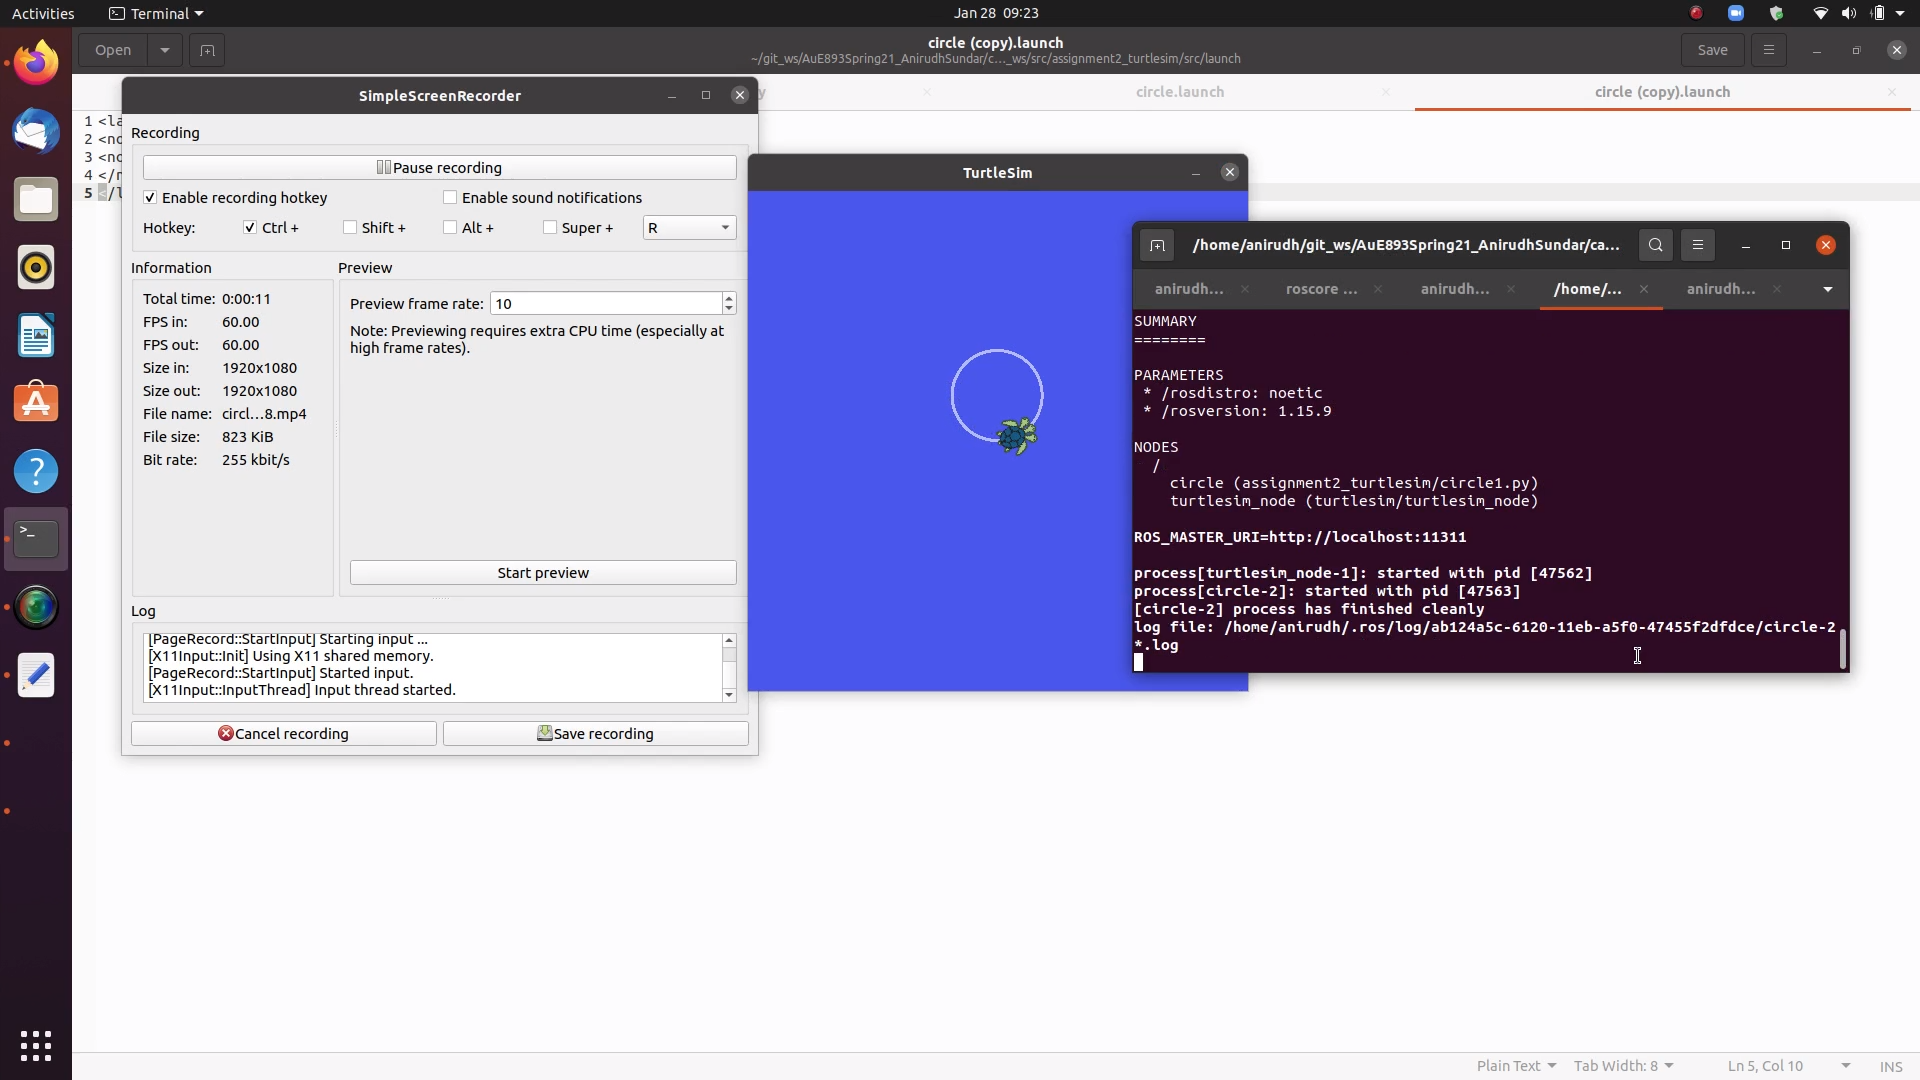 Activities
Terminal
Jan 28 09:23
Open
circle (copy).launch
~/git_ws/AuE893Spring21_AnirudhSundar/c..._ws/src/assignment2_turtlesim/src/launch
Save
circle.launch
circle (copy).launch
1 <la
2 <no
3 <no
4 </n
5 </l
SimpleScreenRecorder
Recording
Pause recording
Enable recording hotkey
Enable sound notifications
Hotkey:
Ctrl +
Shift +
Alt +
Super +
R
Information
Total time: 0:00:11
FPS in: 60.00
FPS out: 60.00
Size in: 1920x1080
Size out: 1920x1080
File name: circl...8.mp4
File size: 823 KiB
Bit rate: 255 kbit/s
Preview
Preview frame rate: 10
Note: Previewing requires extra CPU time (especially at
high frame rates).
Start preview
Log
[PageRecord::StartInput] Starting input ...
[X11Input::Init] Using X11 shared memory.
[PageRecord::StartInput] Started input.
[X11Input::InputThread] Input thread started.
Cancel recording
Save recording
TurtleSim
/home/anirudh/git_ws/AuE893Spring21_AnirudhSundar/ca...
anirudh...
roscore ...
anirudh...
/home/...
anirudh...
SUMMARY
========
PARAMETERS
* /rosdistro: noetic
* /rosversion: 1.15.9
NODES
/
circle (assignment2_turtlesim/circle1.py)
turtlesim_node (turtlesim/turtlesim_node)
ROS_MASTER_URI=http://localhost:11311
process[turtlesim_node-1]: started with pid [47562]
process[circle-2]: started with pid [47563]
[circle-2] process has finished cleanly
log file: /home/anirudh/.ros/log/ab124a5c-6120-11eb-a5f0-47455f2dfdce/circle-2
*.log
Plain Text
Tab Width: 8
Ln 5, Col 10
INS